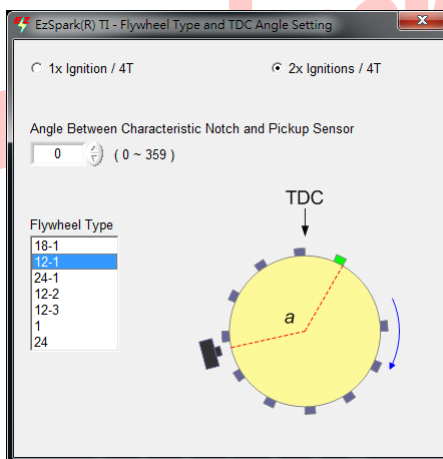 EzSpark(R) TI - Flywheel Type and TDC Angle Setting
1x Ignition / 4T
2x Ignitions / 4T
Angle Between Characteristic Notch and Pickup Sensor
0 ( 0 ~ 359 )
TDC
Flywheel Type
18-1
12-1
24-1
12-2
12-3
1
24
a